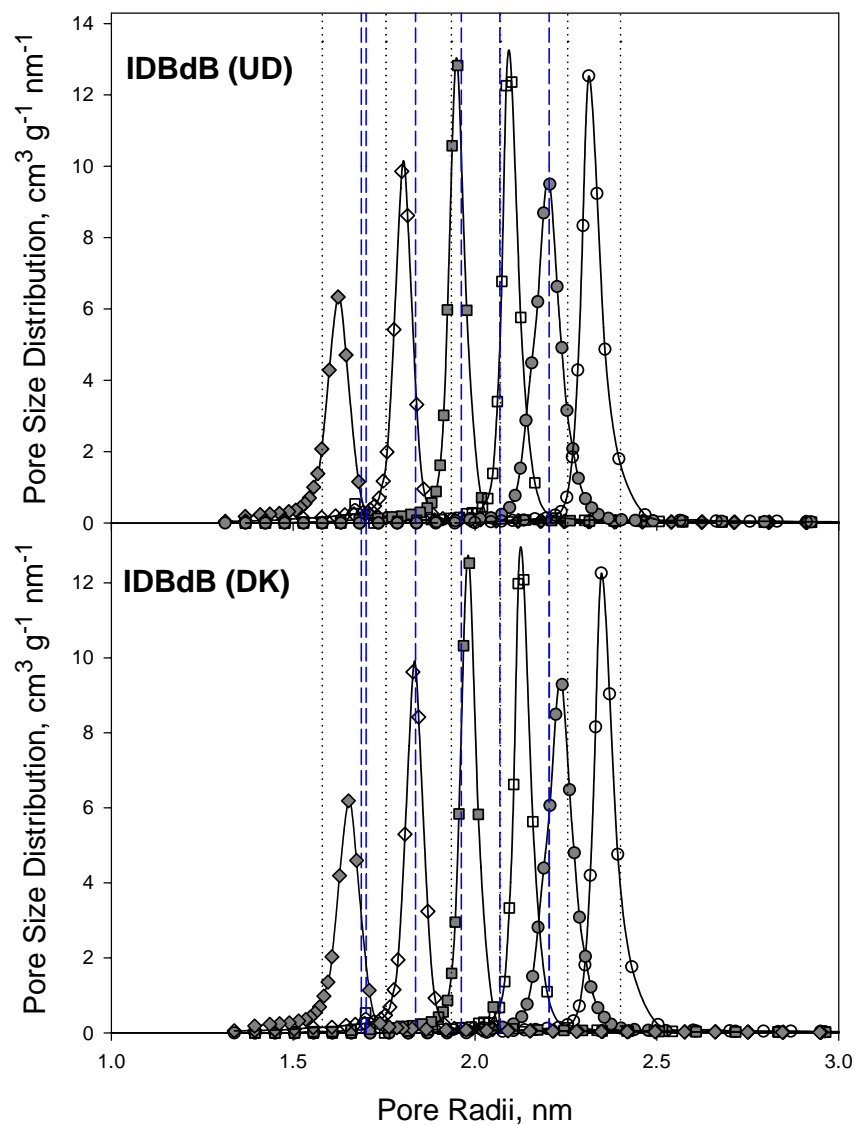 14
12
10
8
6
4
2
0
Pore Size Distribution, cm³ g⁻¹ nm⁻¹
IDBdB (UD)
12
10
8
6
4
2
0
Pore Size Distribution, cm³ g⁻¹ nm⁻¹
IDBdB (DK)
1.0 1.5 2.0 2.5 3.0
Pore Radii, nm